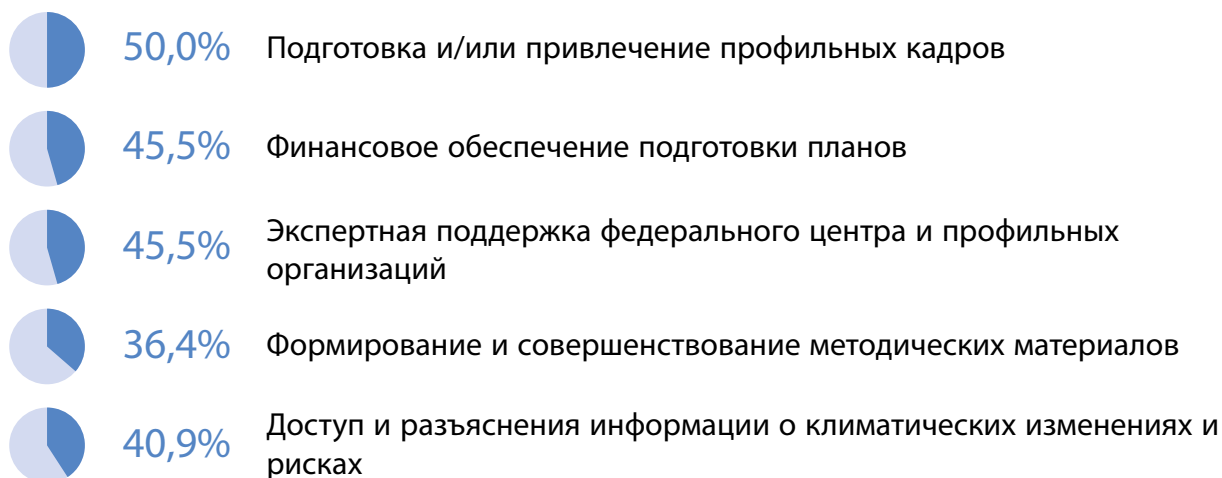 50,0% Подготовка и/или привлечение профильных кадров
45,5% Финансовое обеспечение подготовки планов
45,5% Экспертная поддержка федерального центра и профильных
организаций
36,4% Формирование и совершенствование методических материалов
40,9% Доступ и разъяснения информации о климатических изменениях и
рисках